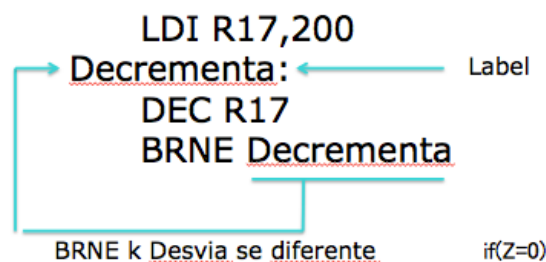 LDI R17,200
Decrementa:
Label
DEC R17
BRNE Decrementa
BRNE k Desvia se diferente
if(Z=0)